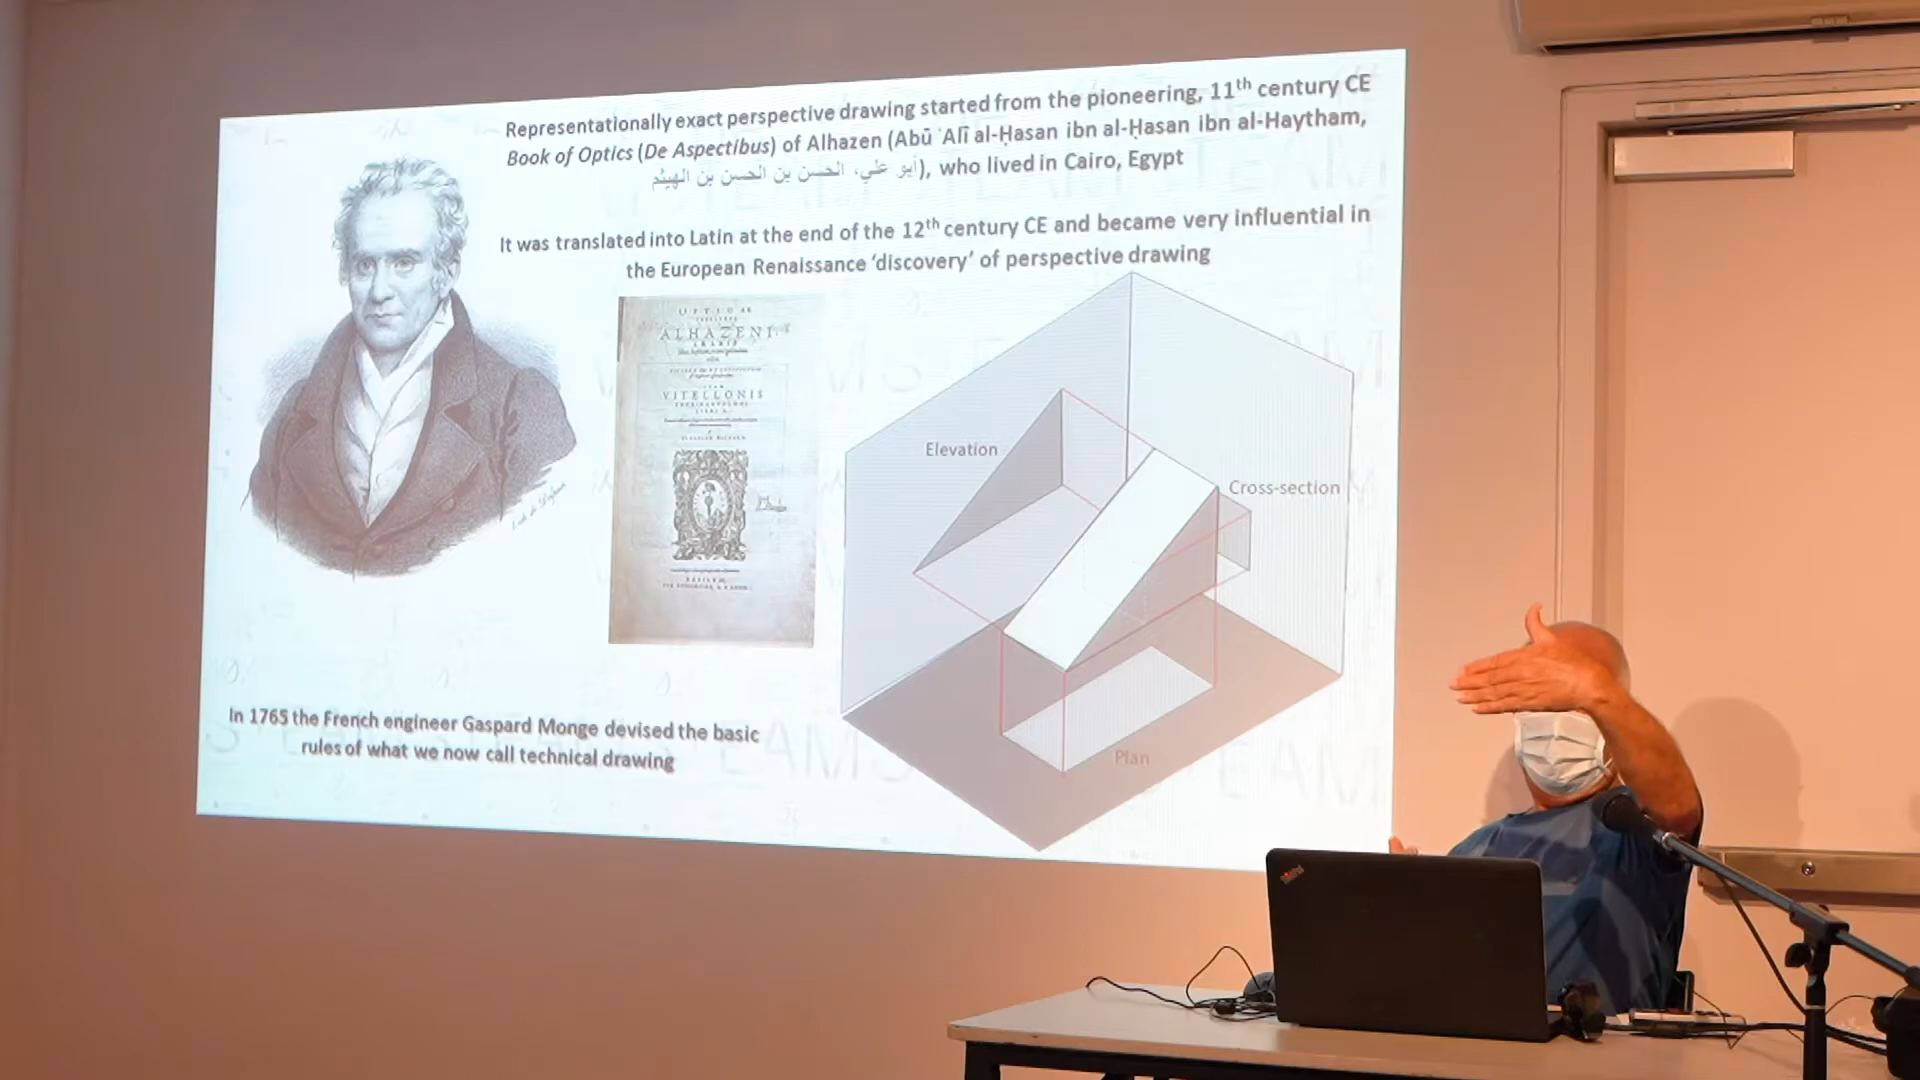 Representationally exact perspective drawing started from the pioneering, 11th century CE
Book of Optics (De Aspectibus) of Alhazen (Abū ʿAlī al-Ḥasan ibn al-Ḥasan ibn al-Haytham,
أبو علي، الحسن بن الحسن بن الهيثم), who lived in Cairo, Egypt
It was translated into Latin at the end of the 12th century CE and became very influential in
the European Renaissance ‘discovery’ of perspective drawing
ALHAZENI
ARABIS
VITELLONIS
Elevation
Cross-section
Plan
In 1765 the French engineer Gaspard Monge devised the basic
rules of what we now call technical drawing
ThinkPad